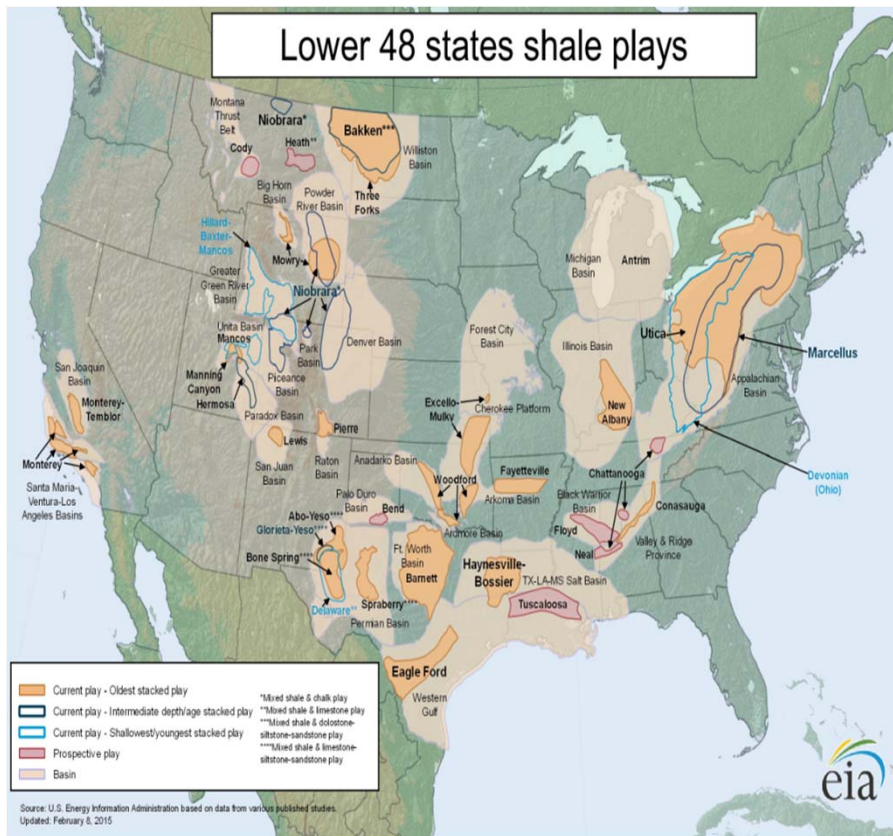 Lower 48 states shale plays
Montana
Thrust
Belt
Niobrara*
Bakken***
Williston
Basin
Cody
Heath**
Big Horn
Basin
Powder
River Basin
Three
Forks
Hillard-
Baxter-
Mancos
Mowry
Greater
Green River
Basin
Niobrara*
Michigan
Basin
Antrim
Uinta Basin
Mancos
Park
Basin
Denver Basin
Forest City
Basin
Illinois Basin
Utica
Marcellus
Appalachian
Basin
San Joaquin
Basin
Manning
Canyon
Piceance
Basin
Hermosa
Paradox Basin
Monterey-
Temblor
Excello-
Mulky
Cherokee Platform
New
Albany
Lewis
Pierre
Monterey
San Juan
Basin
Raton
Basin
Anadarko Basin
Woodford
Fayetteville
Chattanooga
Devonian
(Ohio)
Santa Maria-
Ventura-Los
Angeles Basins
Palo Duro
Basin
Arkoma Basin
Black Warrior
Basin
Conasauga
Abo-Yeso****
Bend
Glorieta-Yeso****
Ardmore Basin
Floyd
Valley & Ridge
Province
Bone Spring****
Ft. Worth
Basin
Barnett
Haynesville-
Bossier
Neal
TX-LA-MS Salt Basin
Delaware**
Spraberry****
Tuscaloosa
Permian Basin
Eagle Ford
Western
Gulf
Current play - Oldest stacked play
Current play - Intermediate depth/age stacked play
Current play - Shallowest/youngest stacked play
Prospective play
Basin
*Mixed shale & chalk play
**Mixed shale & limestone play
***Mixed shale & dolostone-
siltstone-sandstone play
****Mixed shale & limestone-
siltstone-sandstone play
eia
Source: U.S. Energy Information Administration based on data from various published studies.
Updated: February 8, 2015